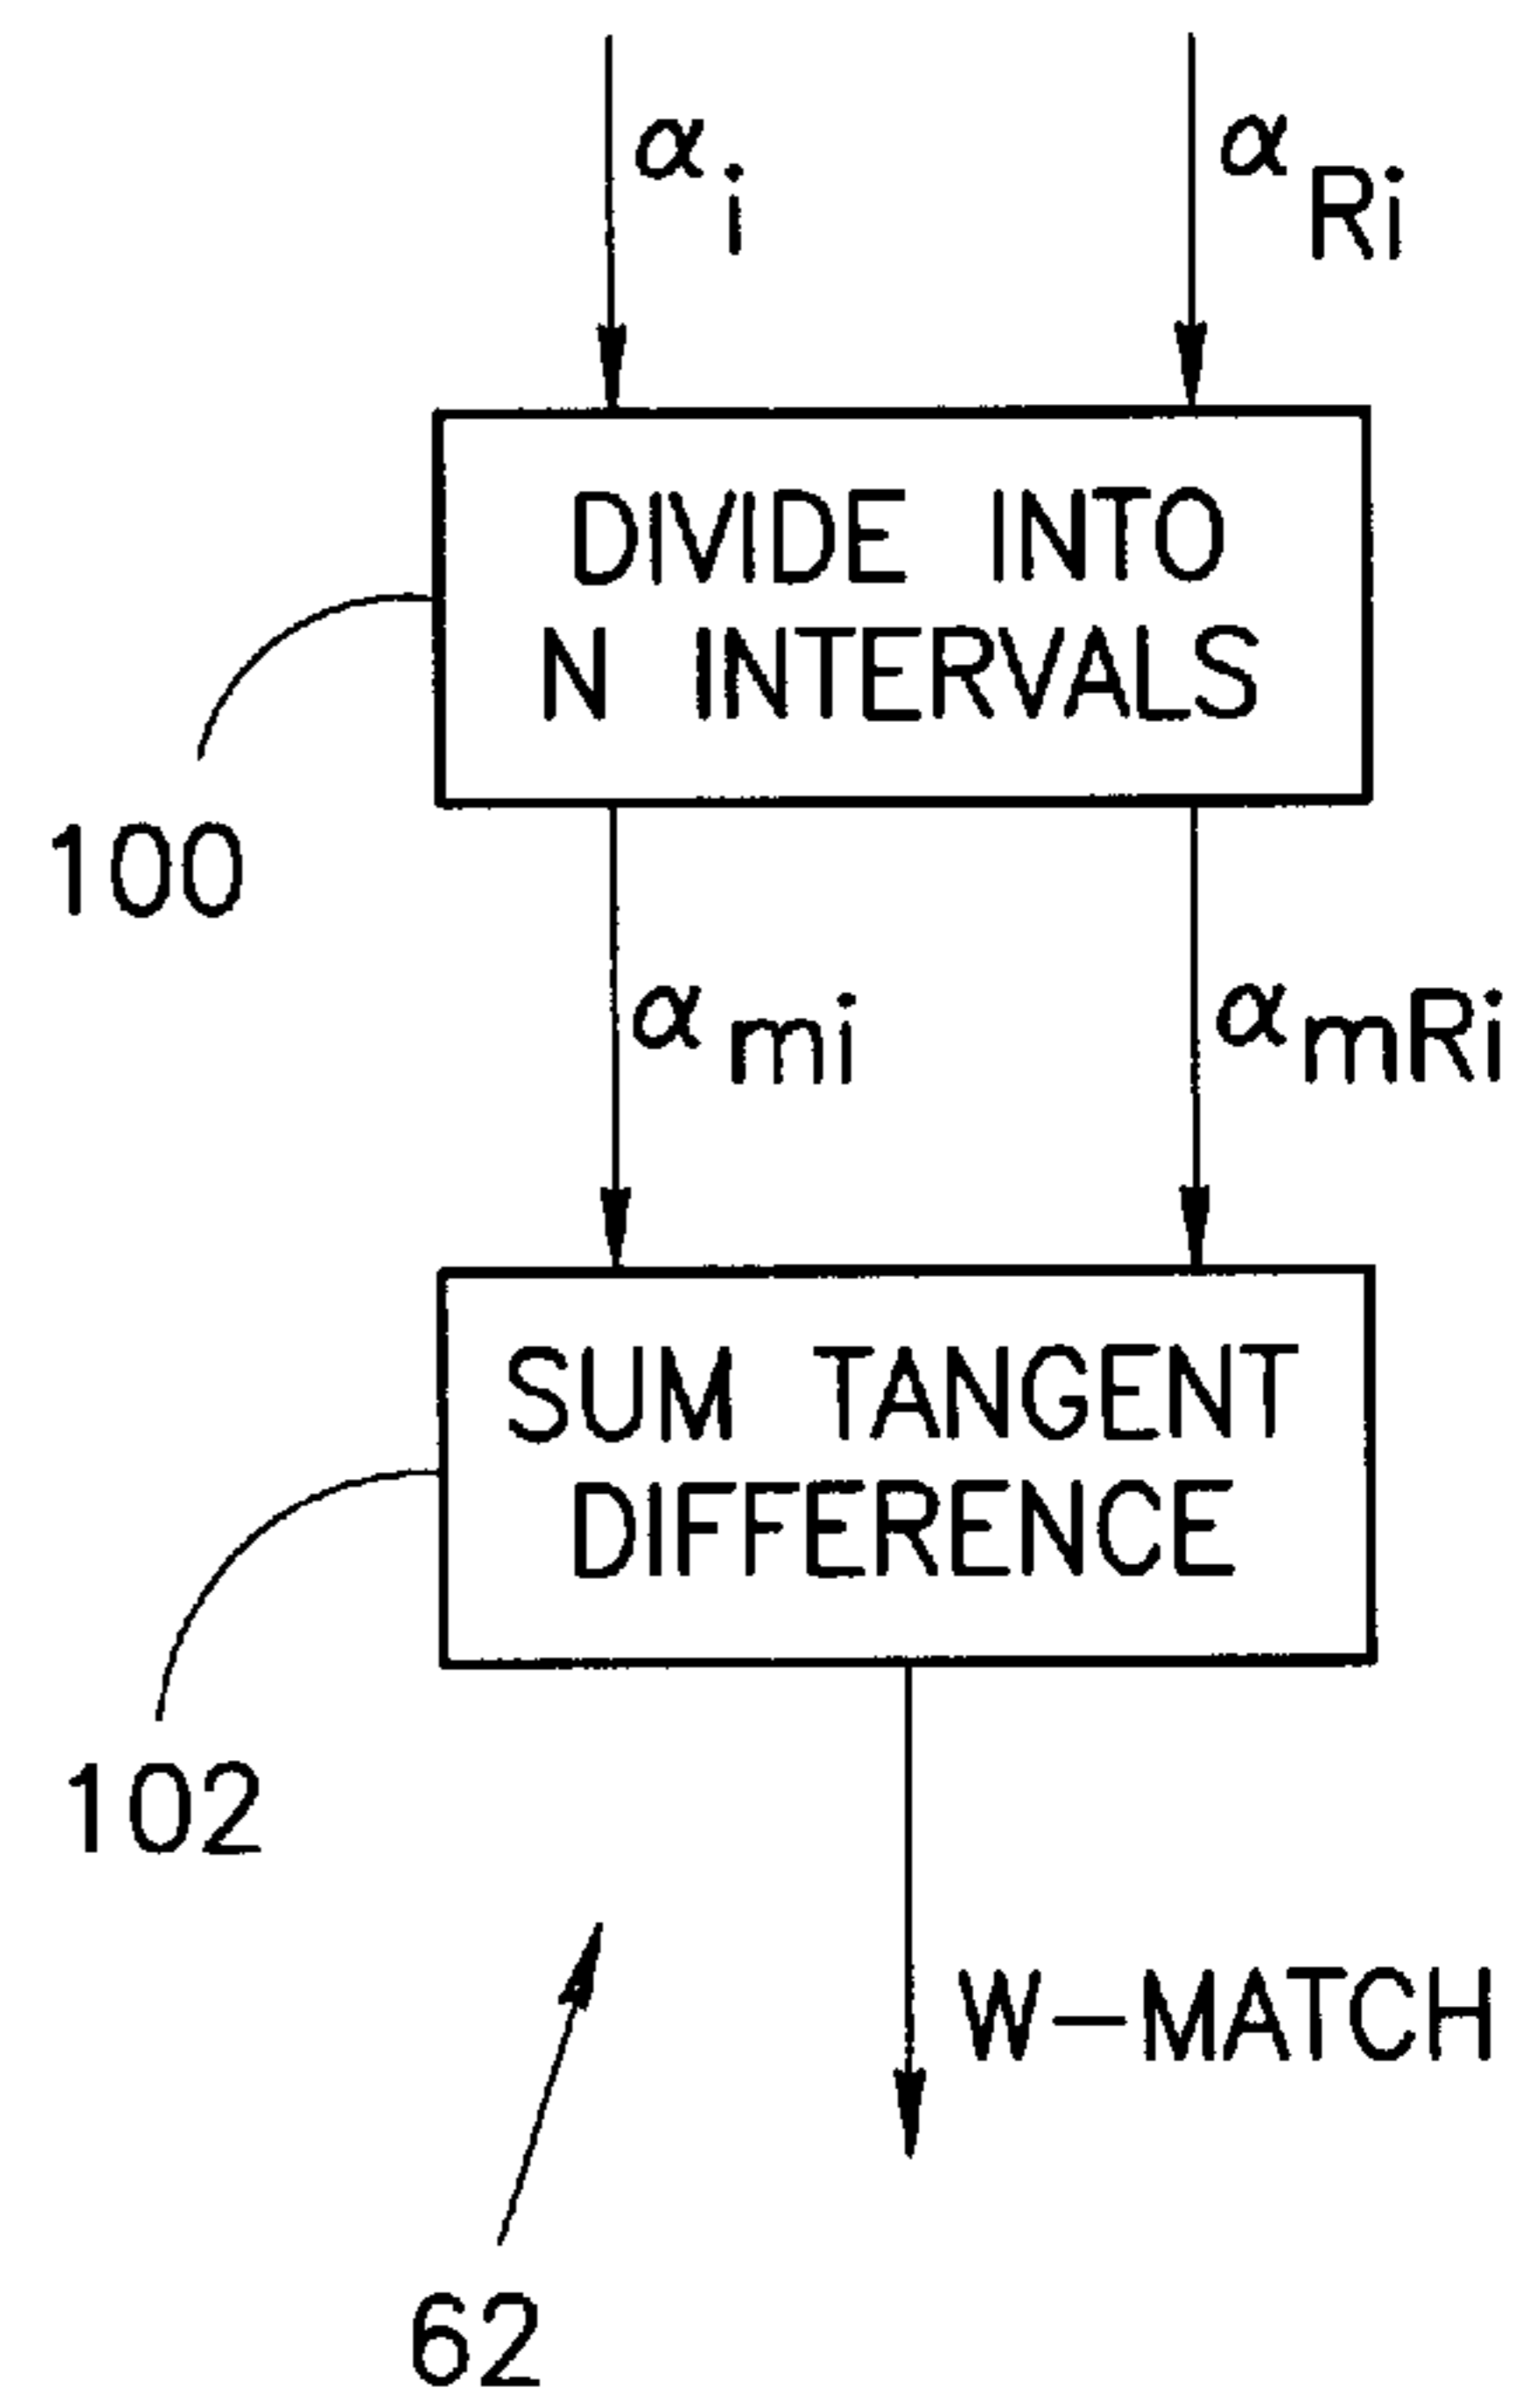 α i
α Ri
DIVIDE INTO
N INTERVALS
100
α mi
α mRi
SUM TANGENT
DIFFERENCE
102
W-MATCH
62